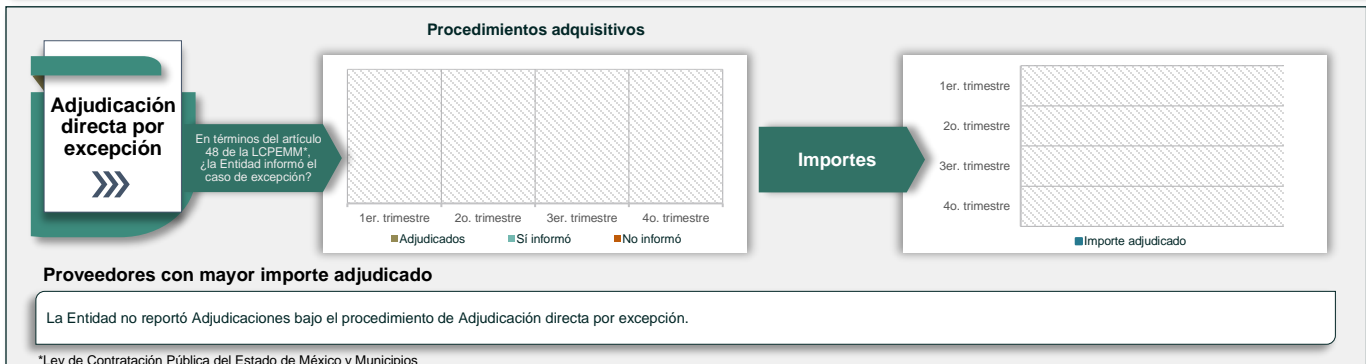 Procedimientos adquisitivos
Adjudicación
directa por
excepción
En términos del artículo
48 de la LCPEMM*,
¿la Entidad informó el
caso de excepción?
1er. trimestre 2o. trimestre 3er. trimestre 4o. trimestre
Adjudicados Sí informó No informó
Importes
1er. trimestre
2o. trimestre
3er. trimestre
4o. trimestre
Importe adjudicado
Proveedores con mayor importe adjudicado
La Entidad no reportó Adjudicaciones bajo el procedimiento de Adjudicación directa por excepción.
*Ley de Contratación Pública del Estado de México y Municipios